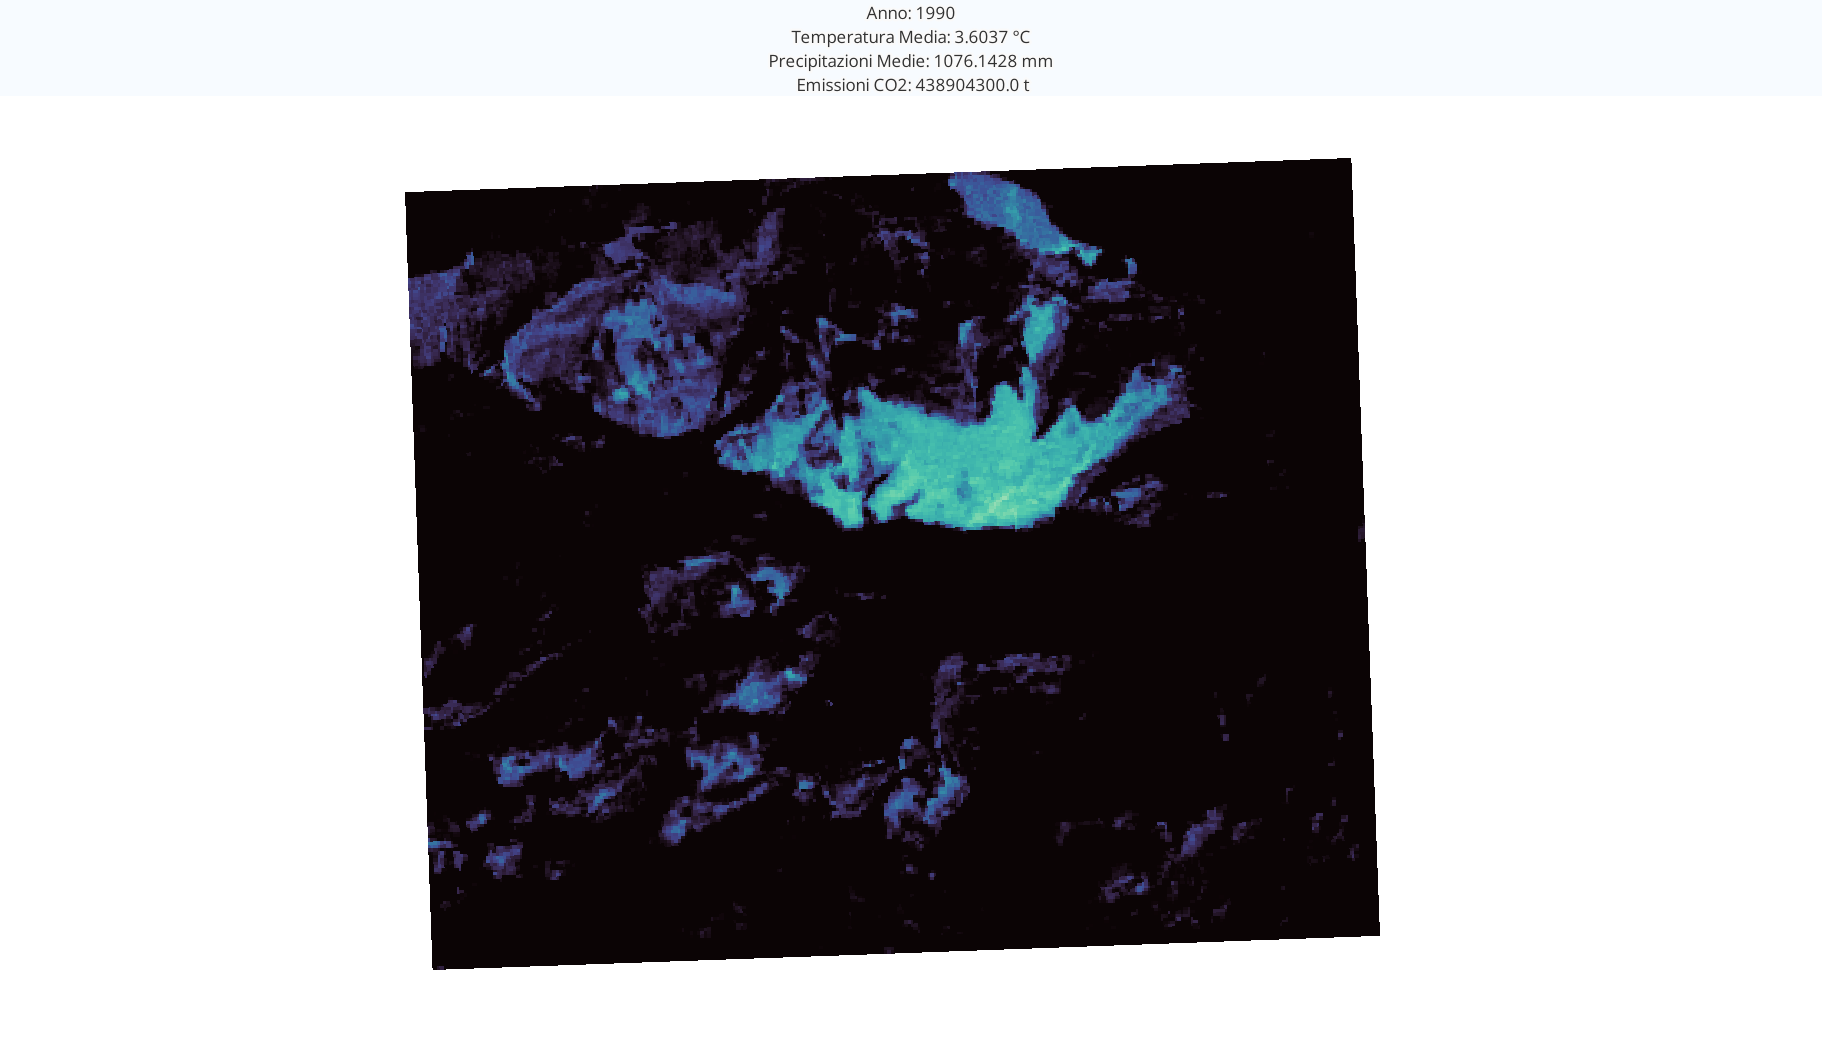 Anno: 1990
Temperatura Media: 3.6037 °C
Precipitazioni Medie: 1076.1428 mm
Emissioni CO2: 438904300.0 t